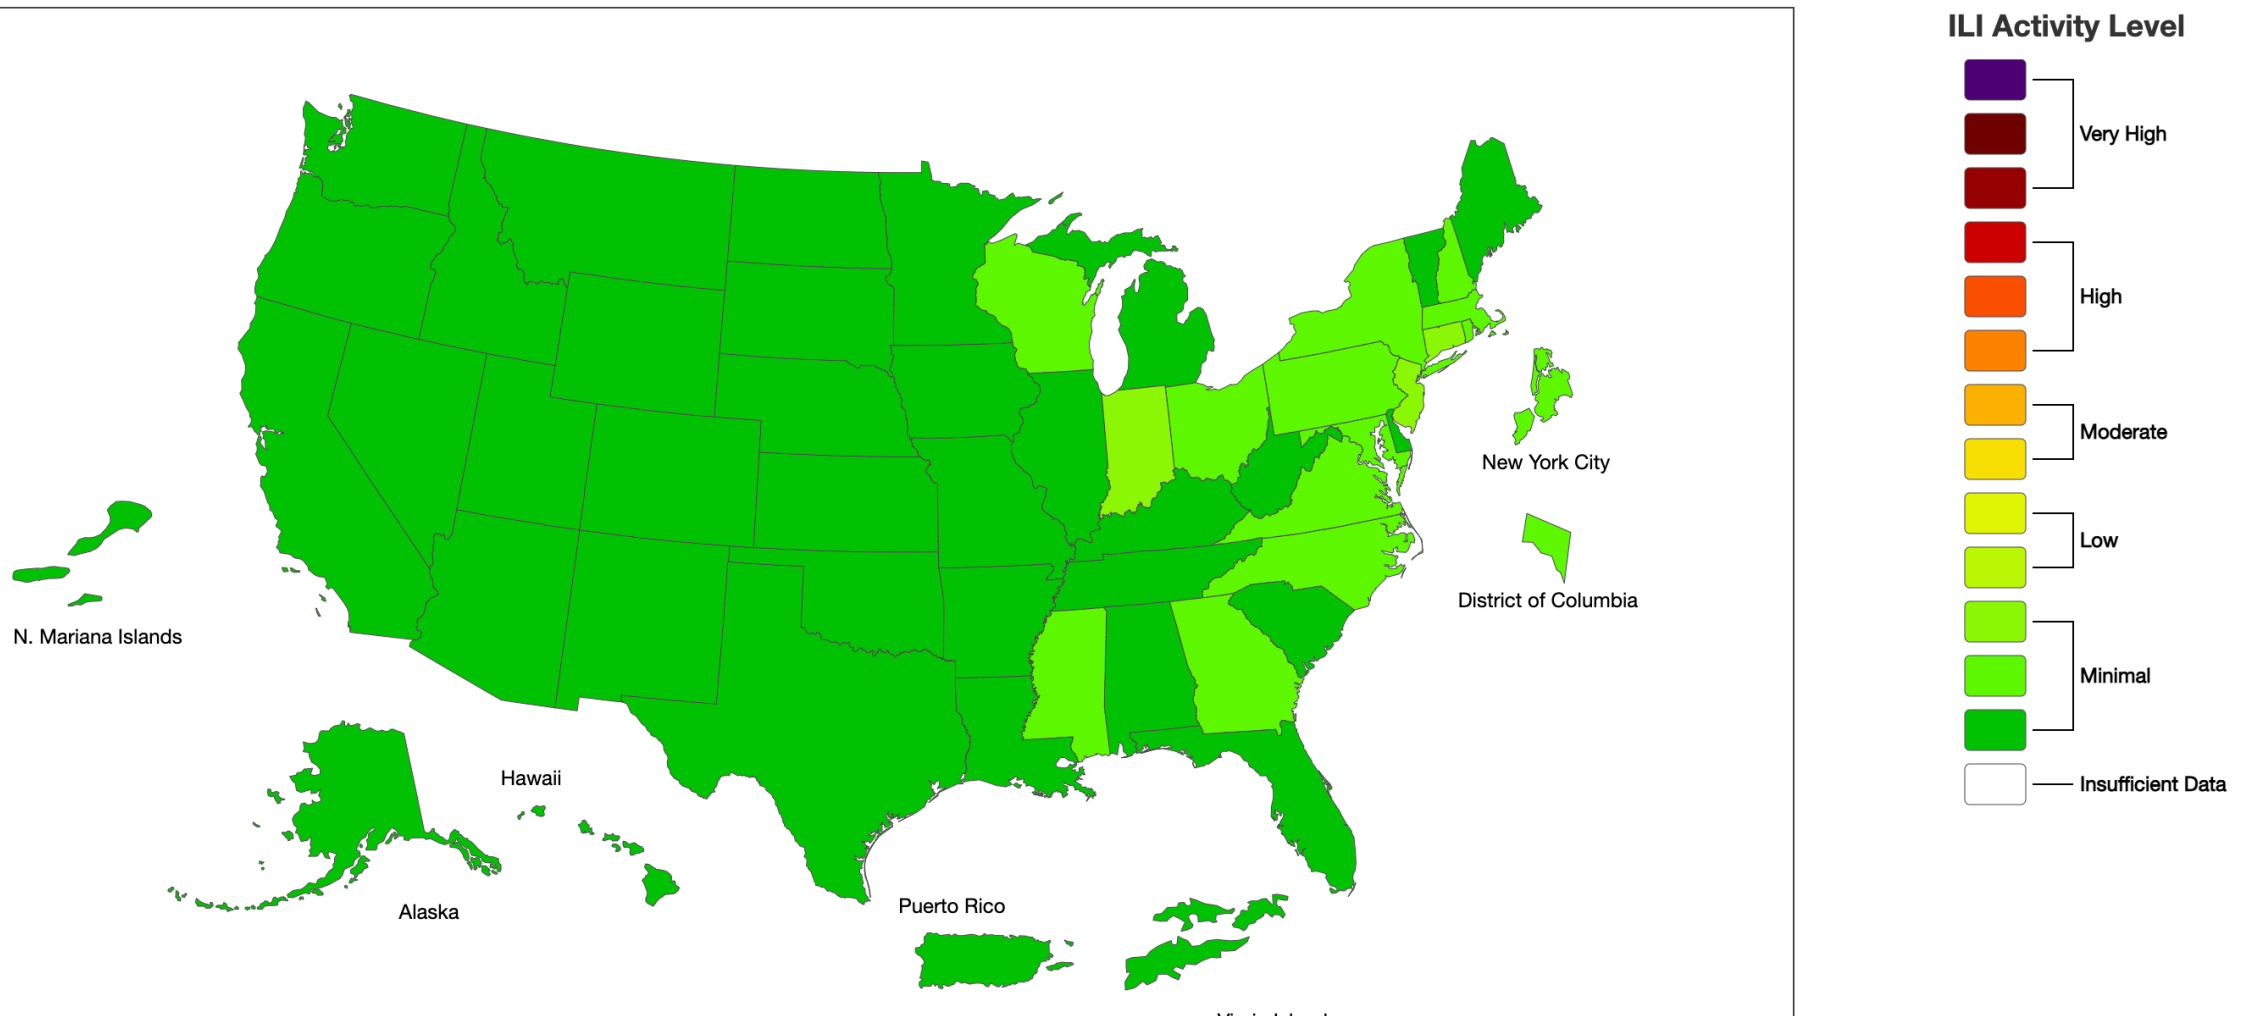 ILI Activity Level
Very High
High
Moderate
Low
Minimal
Insufficient Data
New York City
District of Columbia
N. Mariana Islands
Hawaii
Alaska
Puerto Rico